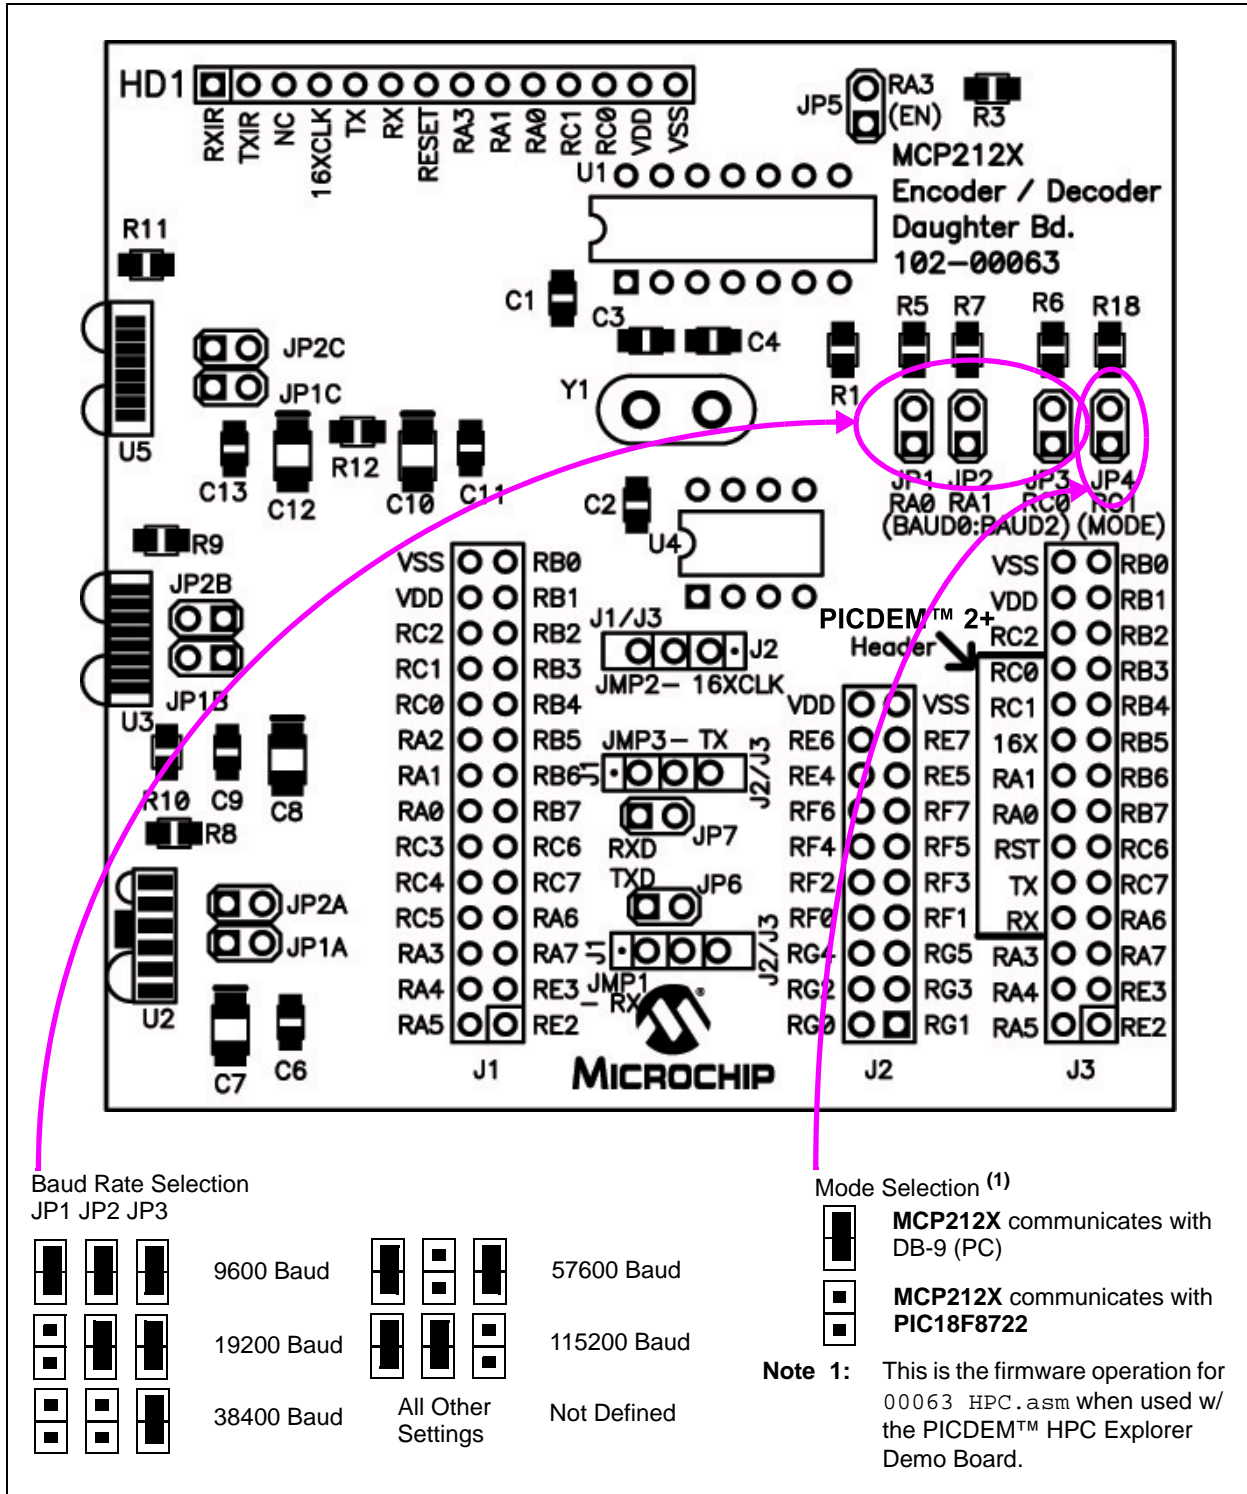 HD1
RXIR
TXIR
NC
16XCLK
TX
RX
RESET
RA3
RA1
RA0
RC1
RC0
VDD
VSS
JP5
RA3
(EN)
R3
MCP212X
Encoder / Decoder
Daughter Bd.
102-00063
U1
R11
C1
C3
C4
R5 R7 R6 R18
R1
JP2C
JP1C
Y1
U5
R12
C13
C12
C10
C11
JP1 JP2 JP3 JP4
RA0 RA1 RC0 RC1
(BAUD0:BAUD2) (MODE)
C2
U4
R9
JP2B
JP1B
U3
VSS RB0
VDD RB1
RC2 RB2
RC1 RB3
RC0 RB4
RA2 RB5
RA1 RB6
RA0 RB7
RC3 RC6
RC4 RC7
RC5 RA6
RA3 RA7
RA4 RE3
RA5 RE2
J1
J1/J3
J2
JMP2- 16XCLK
JMP3- TX
J1
J2/J3
JP7
RXD
TXD
JP6
J1
J2/J3
JMP1
- RX
MICROCHIP
®
PICDEM™ 2+
Header
VDD VSS
RE6 RE7
RE4 RE5
RF6 RF7
RF4 RF5
RF2 RF3
RF0 RF1
RG4 RG5
RG2 RG3
RG0 RG1
J2
VSS RB0
VDD RB1
RC2 RB2
RC0 RB3
RC1 RB4
16X RB5
RA1 RB6
RA0 RB7
RST RC6
TX RC7
RX RA6
RA3 RA7
RA4 RE3
RA5 RE2
J3
R10
C9
C8
R8
JP2A
JP1A
U2
C7
C6
Baud Rate Selection
JP1 JP2 JP3
9600 Baud
19200 Baud
38400 Baud
57600 Baud
115200 Baud
All Other
Settings
Not Defined
Mode Selection (1)
MCP212X communicates with
DB-9 (PC)
MCP212X communicates with
PIC18F8722
Note 1: This is the firmware operation for
00063 HPC.asm when used w/
the PICDEM™ HPC Explorer
Demo Board.